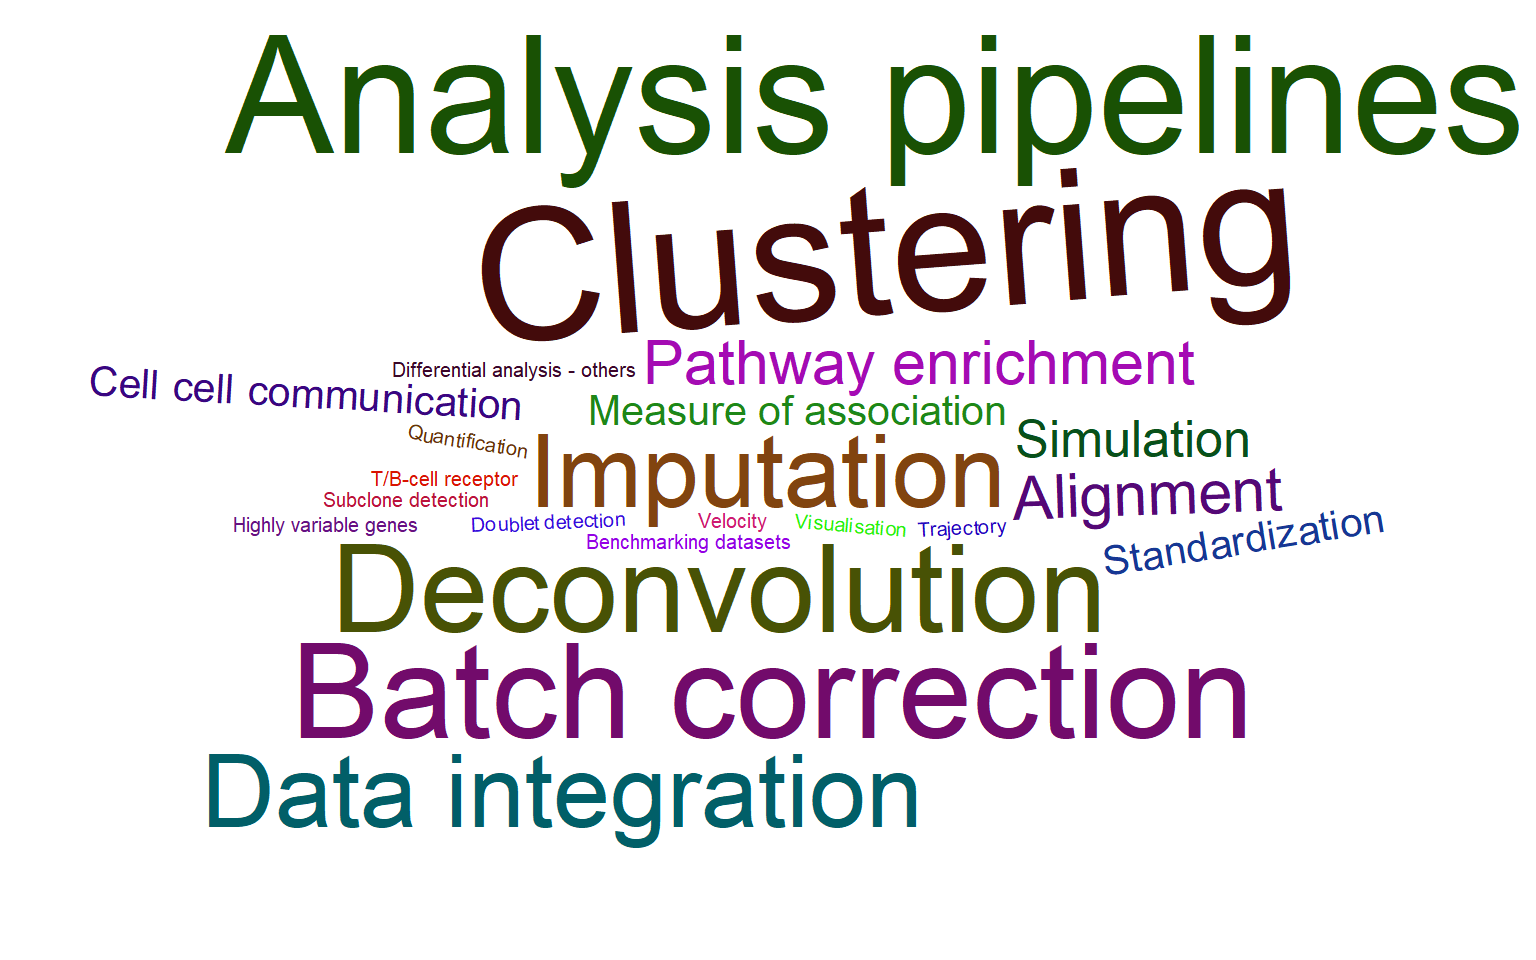 Analysis pipelines
Clustering
Pathway enrichment
Differential analysis - others
Cell cell communication
Measure of association
Simulation
Quantification
Imputation
T/B-cell receptor
Alignment
Subclone detection
Highly variable genes
Doublet detection
Velocity
Visualisation
Trajectory
Standardization
Benchmarking datasets
Deconvolution
Batch correction
Data integration